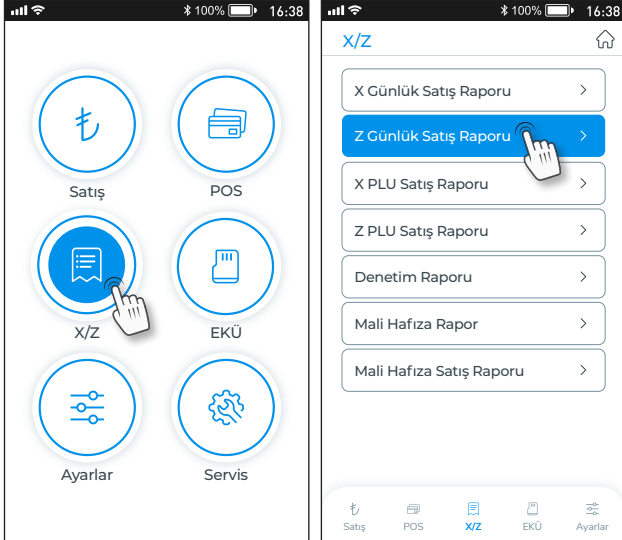 100% 16:38
Satış POS
X/Z EKÜ
Ayarlar Servis
100% 16:38
X/Z
X Günlük Satış Raporu
Z Günlük Satış Raporu
X PLU Satış Raporu
Z PLU Satış Raporu
Denetim Raporu
Mali Hafıza Rapor
Mali Hafıza Satış Raporu
Satış POS X/Z EKÜ Ayarlar